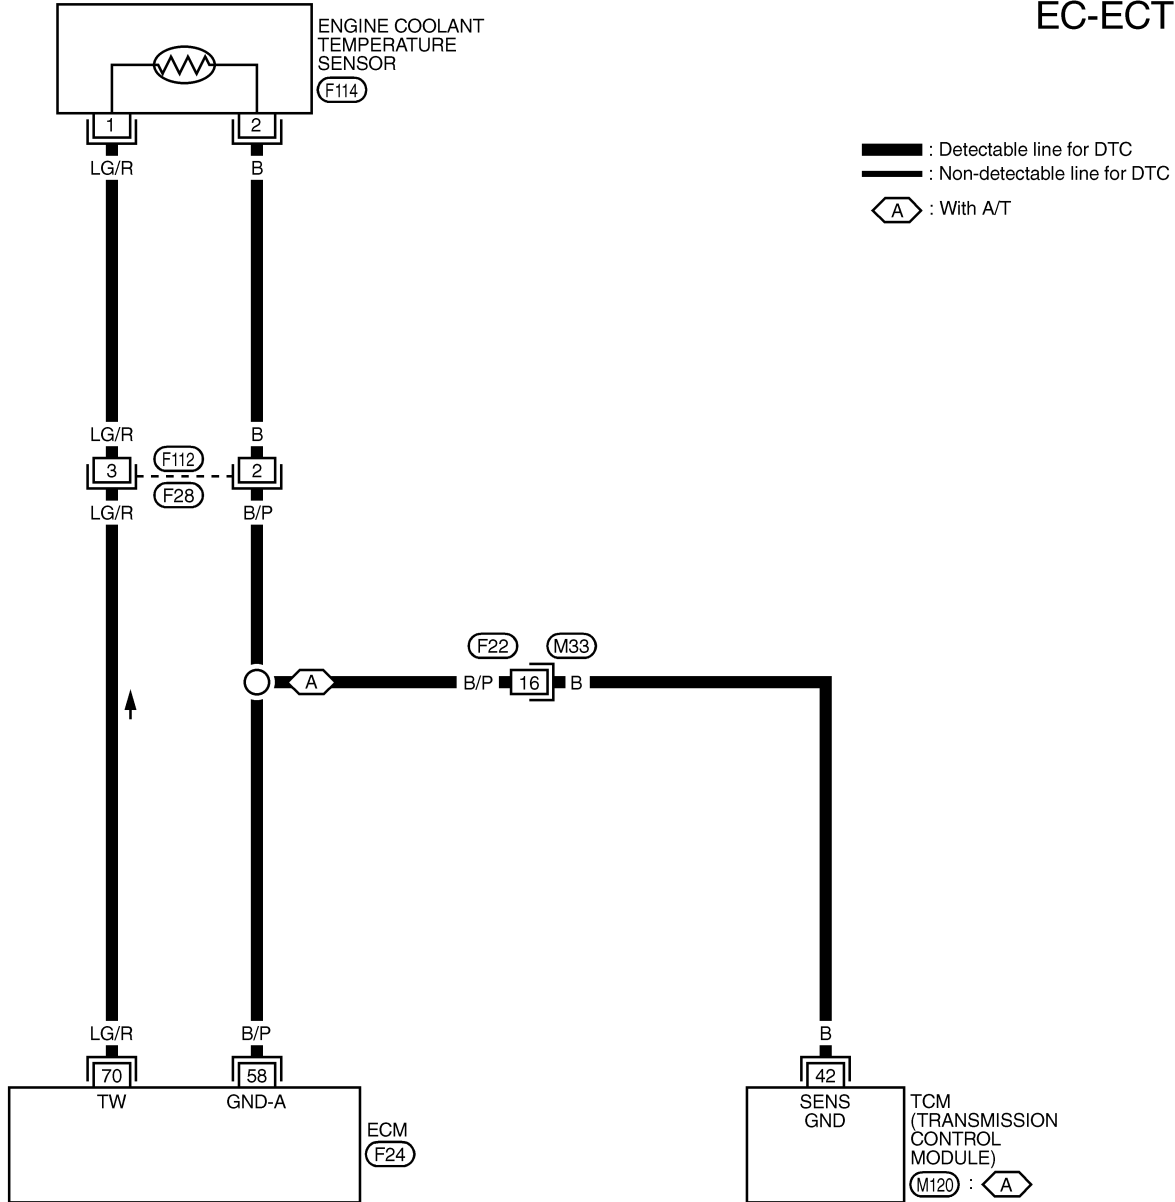 EC-ECT
ENGINE COOLANT
TEMPERATURE
SENSOR
F114
1
2
LG/R
B
: Detectable line for DTC
: Non-detectable line for DTC
A : With A/T
LG/R
B
3
F112
2
F28
LG/R
B/P
F22
M33
A
B/P
16
B
LG/R
B/P
B
70
58
42
TW
GND-A
SENS
GND
ECM
F24
TCM
(TRANSMISSION
CONTROL
MODULE)
M120 : A